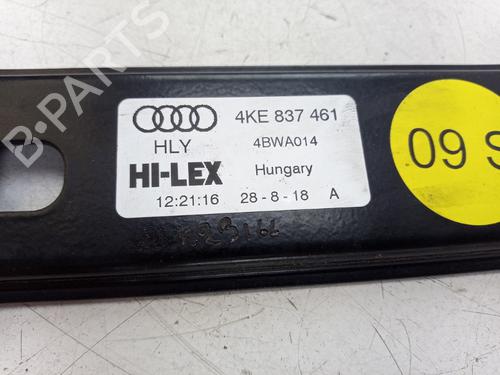 4KE 837 461
HLY 4BWA014
HI-LEX Hungary
12:21:16 28-8-18 A
09 S
B-PARTS